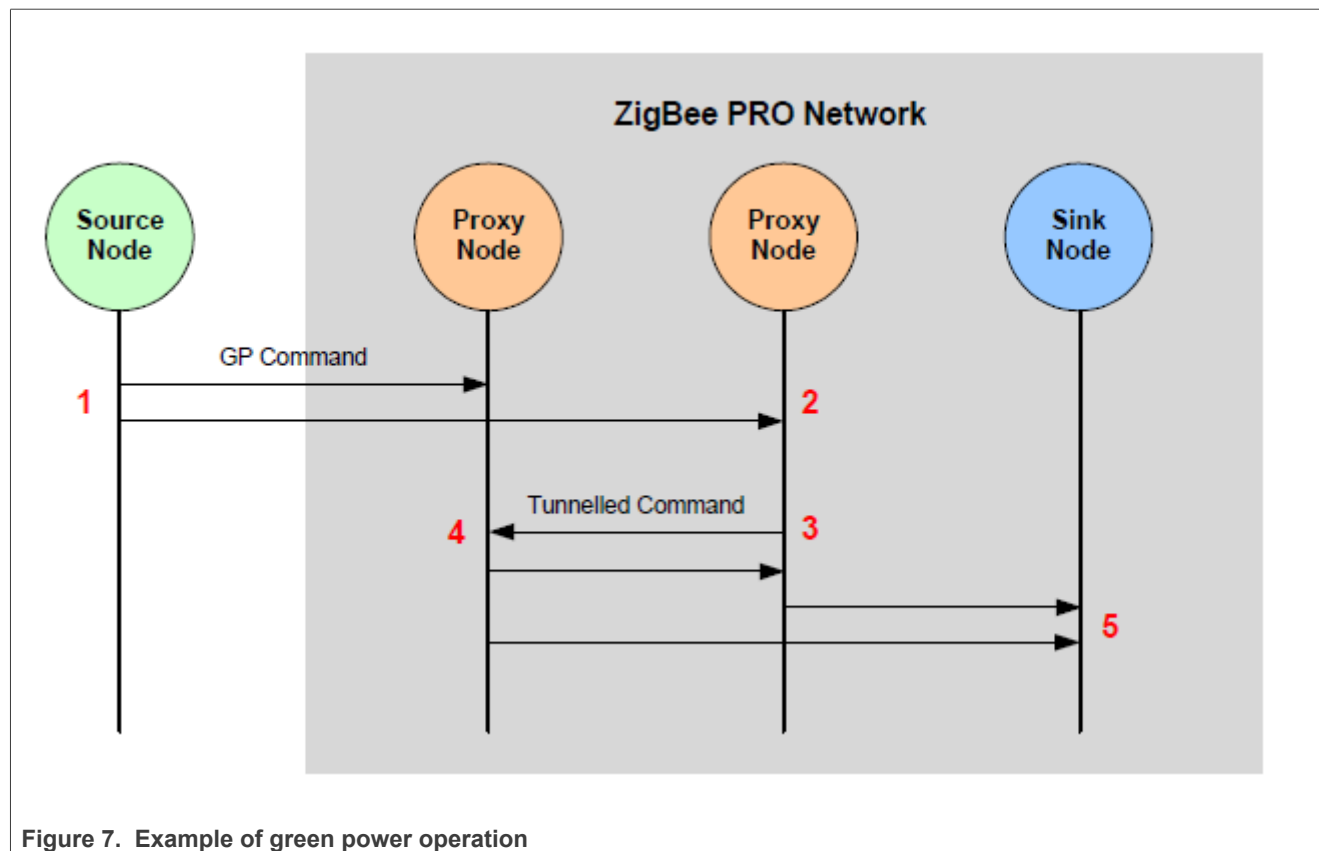 ZigBee PRO Network
Source
Node
Proxy
Node
Proxy
Node
Sink
Node
GP Command
1
2
Tunnelled Command
4
3
5
Figure 7. Example of green power operation